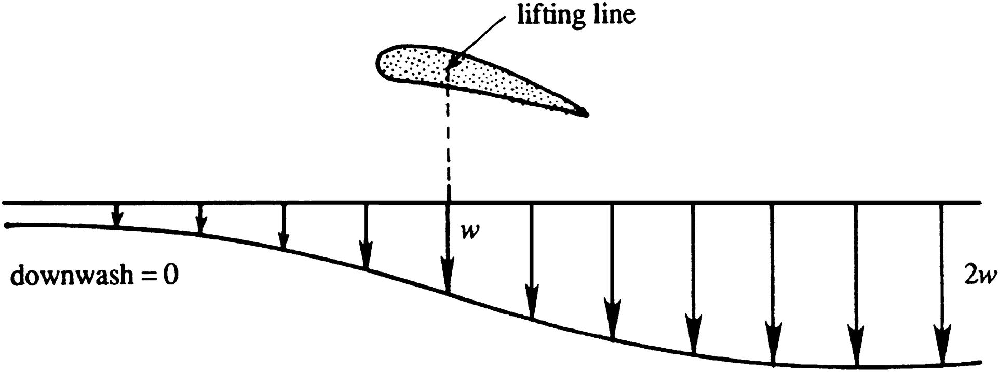 lifting line
w
downwash = 0
2w